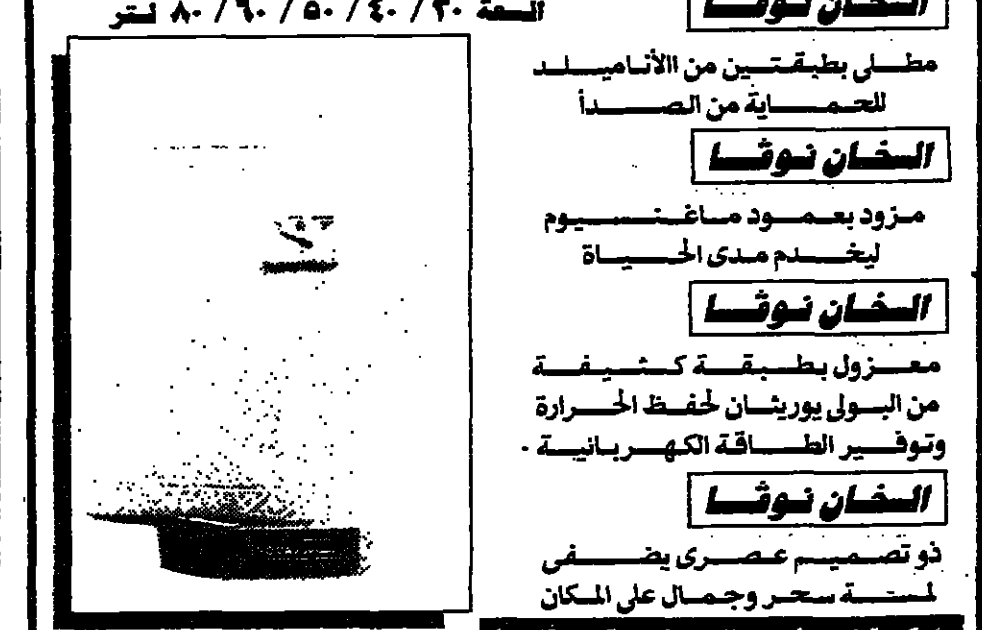 السعة ٣٠ / ٤٠ / ٥٠ / ٦٠ / ٨٠ لتر
السخان نوڤا
مطلى بطبقتين من االأناميلد
للحماية من الصدأ
السخان نوڤا
مزود بعمود ماغنسيوم
ليخدم مدى الحياة
السخان نوڤا
معزول بطبقة كثيفة
من البولى يوريثان لحفظ الحرارة
وتوفير الطاقة الكهربائية .
السخان نوڤا
ذو تصميم عصرى يضفى
لمسة سحر وجمال على المكان